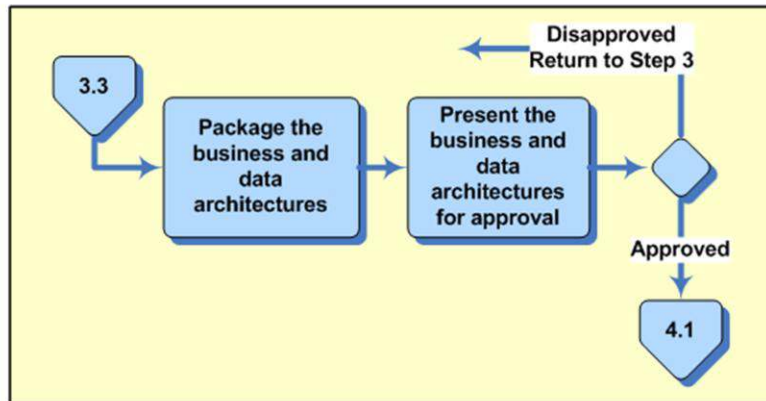 Disapproved
Return to Step 3
3.3
Package the
business and
data
architectures
Present the
business and
data
architectures
for approval
Approved
4.1